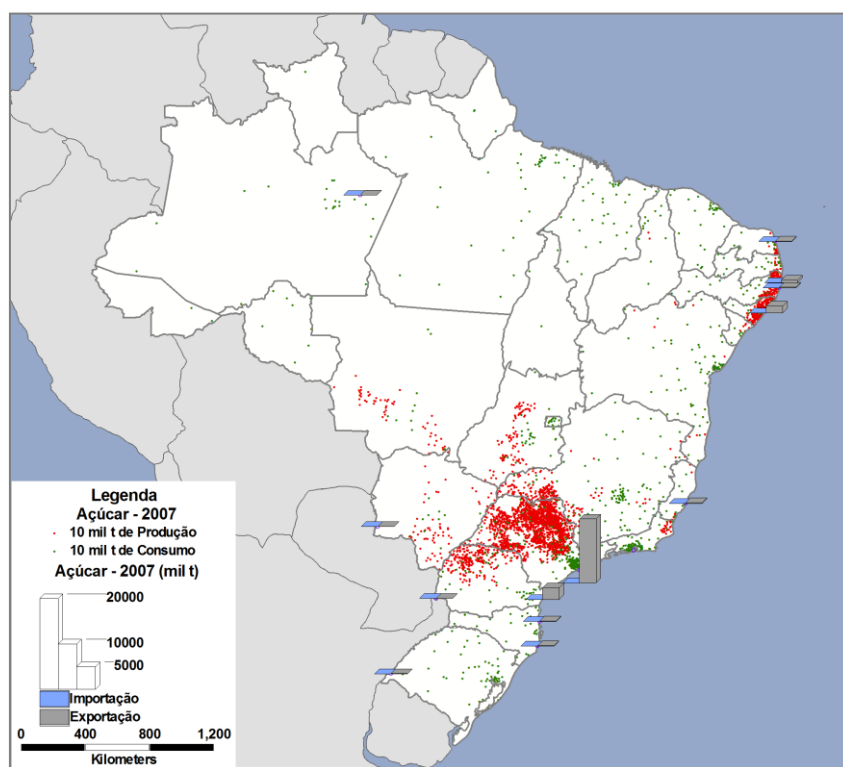 Legenda
Açúcar - 2007
10 mil t de Produção
10 mil t de Consumo
Açúcar - 2007 (mil t)
20000
10000
5000
Importação
Exportação
0 400 800 1,200
Kilometers